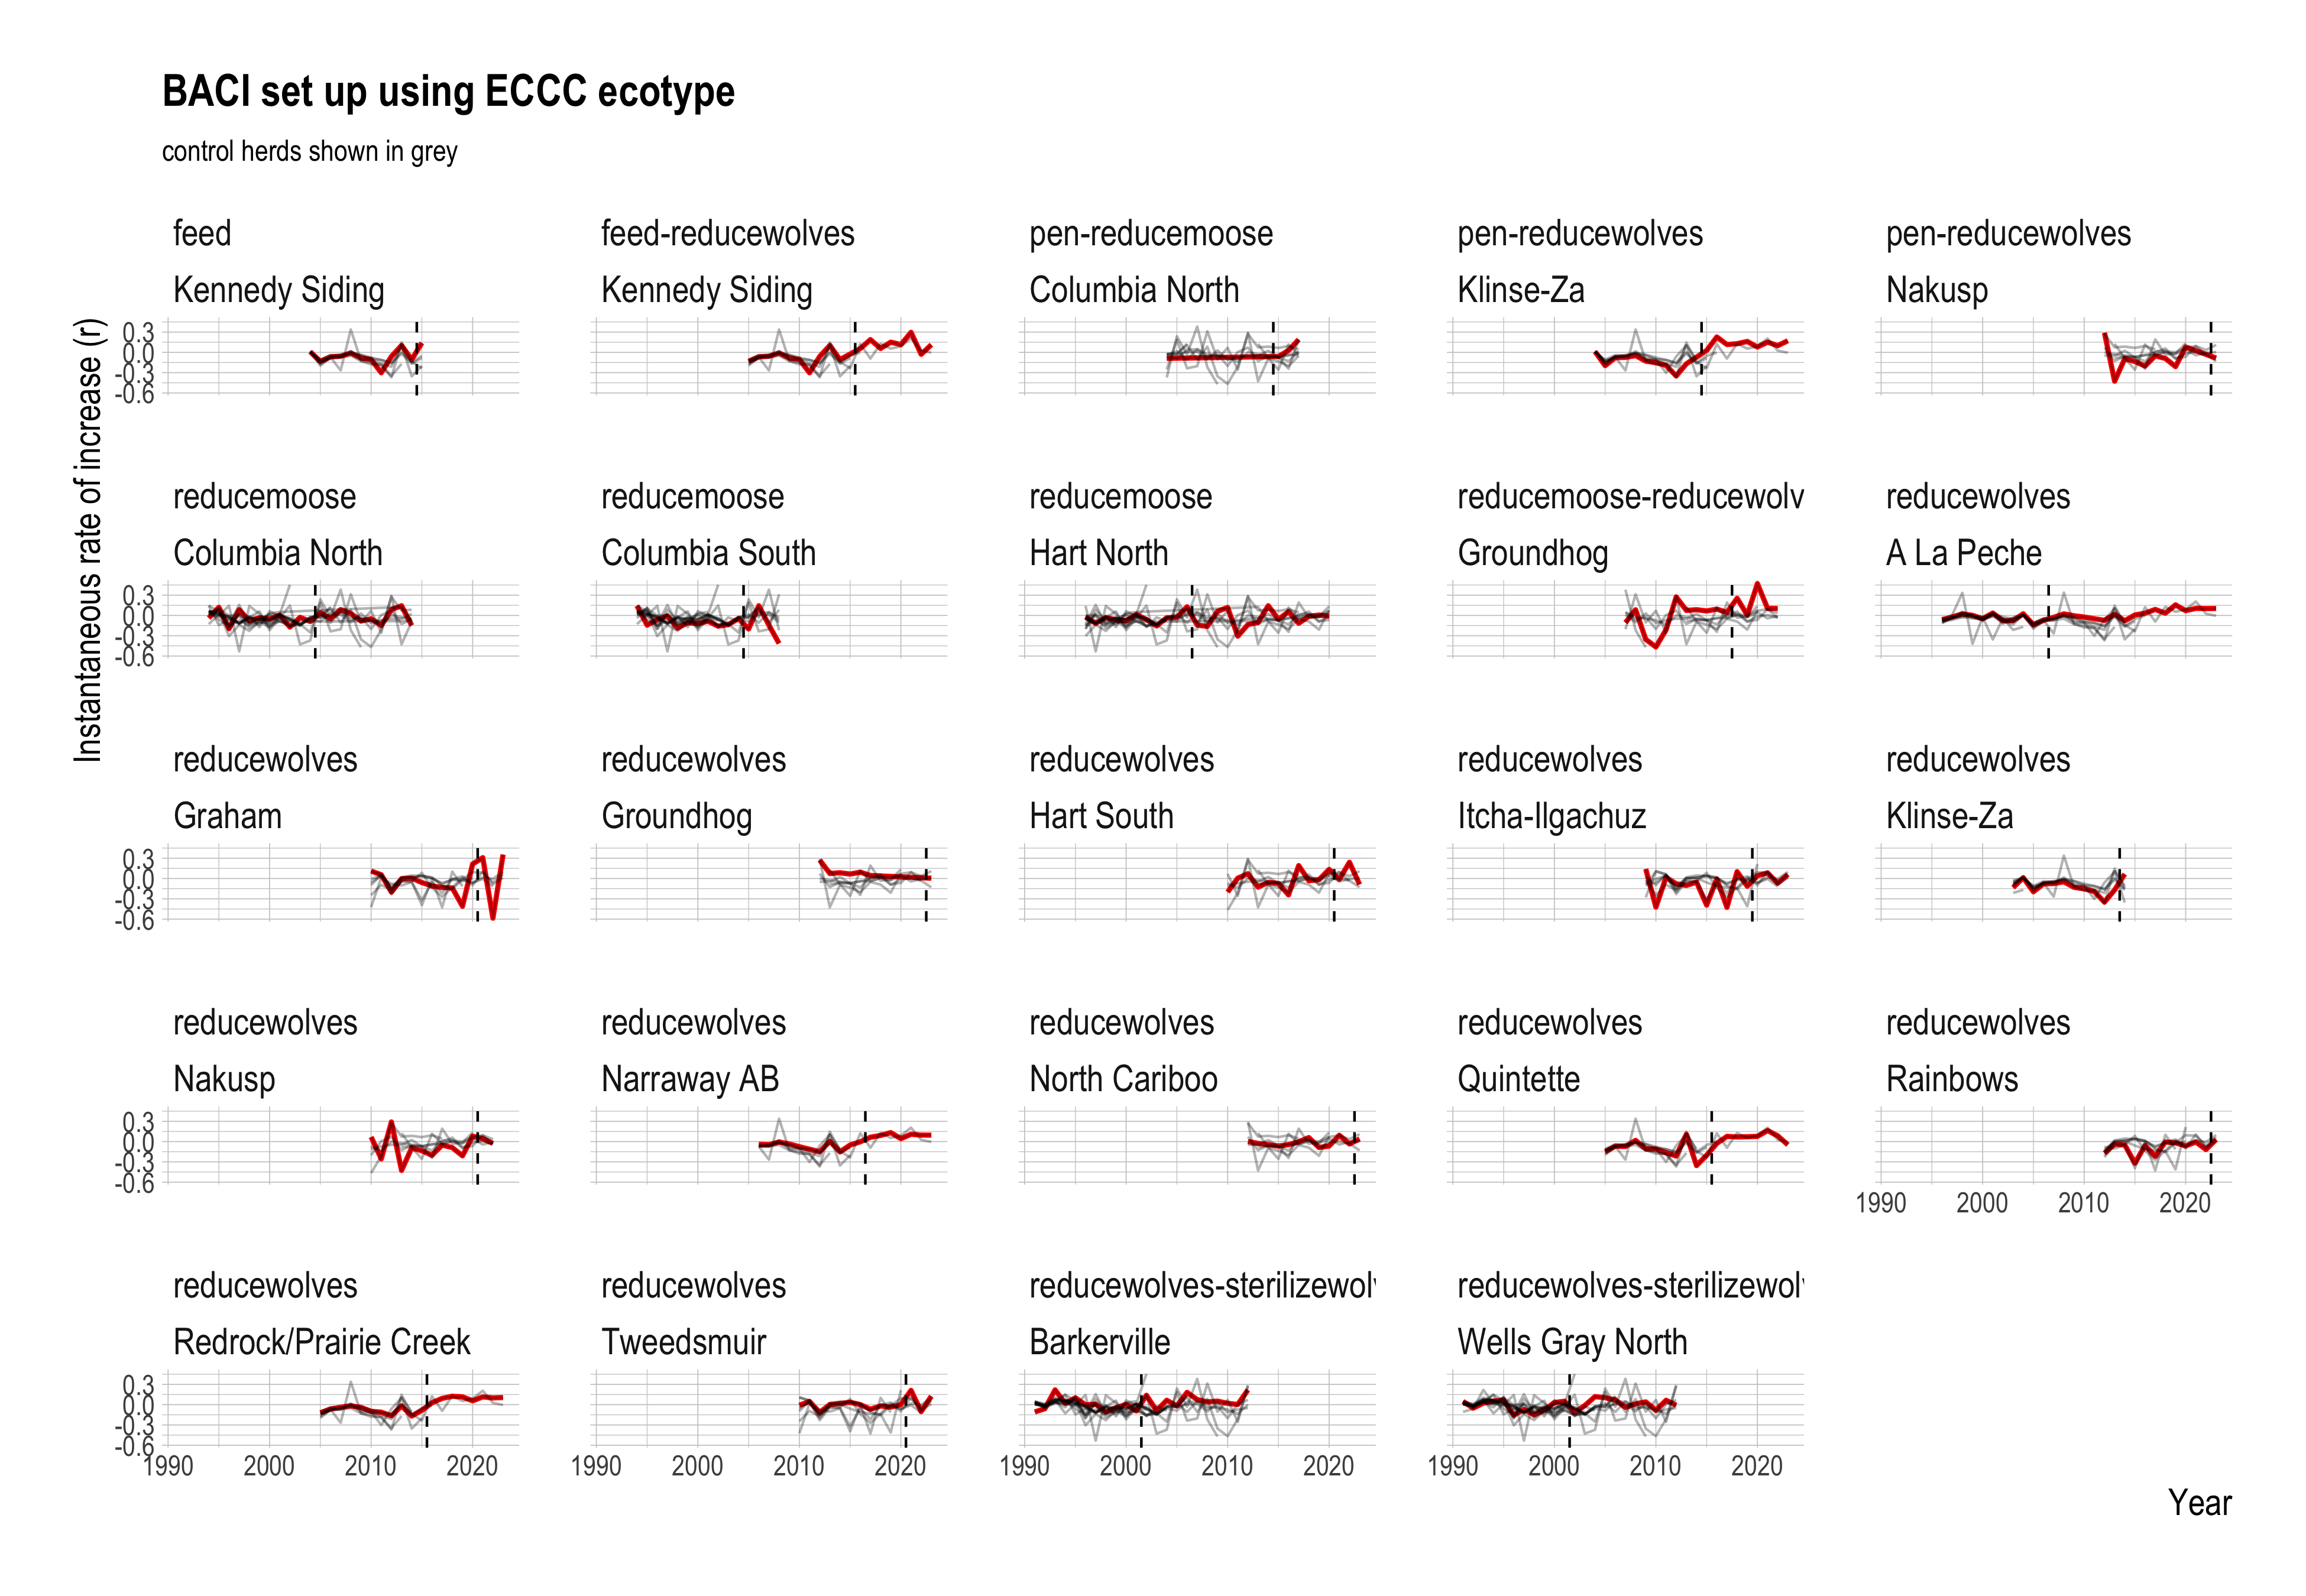 BACI set up using ECCC ecotype
control herds shown in grey
Instantaneous rate of increase (r)
feed
Kennedy Siding
feed-reducewolves
Kennedy Siding
pen-reducemoose
Columbia North
pen-reducewolves
Klinse-Za
pen-reducewolves
Nakusp
0.3
0.0
-0.3
-0.6
reducemoose
Columbia North
reducemoose
Columbia South
reducemoose
Hart North
reducemoose-reducewolv
Groundhog
reducewolves
A La Peche
0.3
0.0
-0.3
-0.6
reducewolves
Graham
reducewolves
Groundhog
reducewolves
Hart South
reducewolves
Itcha-Ilgachuz
reducewolves
Klinse-Za
0.3
0.0
-0.3
-0.6
reducewolves
Nakusp
reducewolves
Narraway AB
reducewolves
North Cariboo
reducewolves
Quintette
reducewolves
Rainbows
0.3
0.0
-0.3
-0.6
1990 2000 2010 2020
reducewolves
Redrock/Prairie Creek
reducewolves
Tweedsmuir
reducewolves-sterilizewol
Barkerville
reducewolves-sterilizewol
Wells Gray North
0.3
0.0
-0.3
-0.6
1990 2000 2010 2020
1990 2000 2010 2020
1990 2000 2010 2020
1990 2000 2010 2020
Year